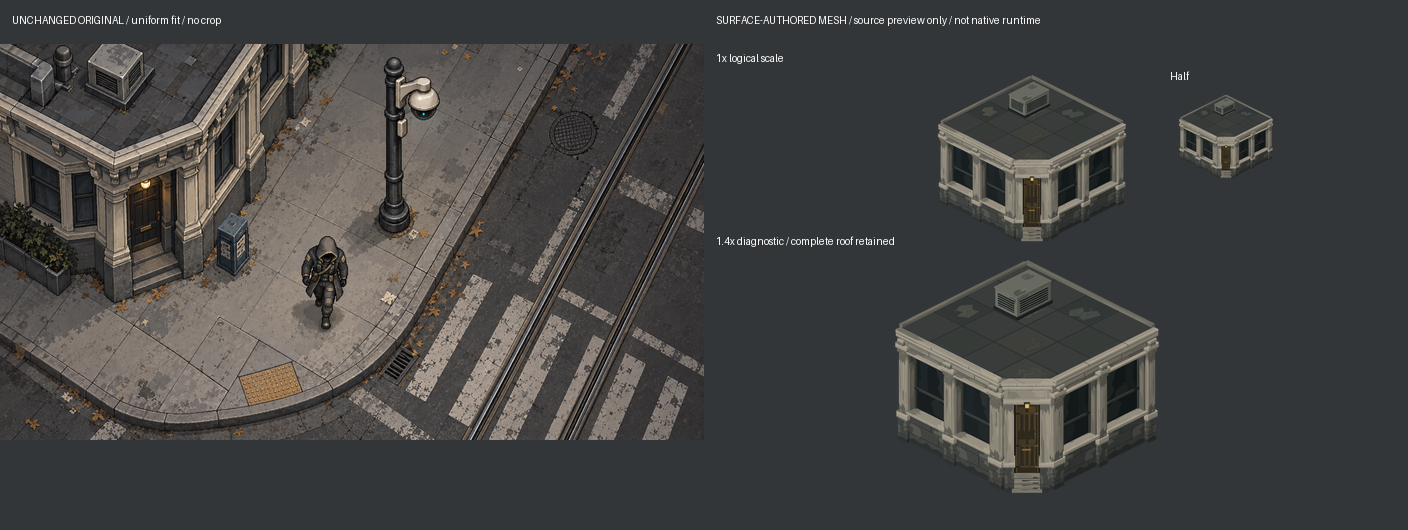 UNCHANGED ORIGINAL / uniform fit / no crop
SURFACE-AUTHORED MESH / source preview only / not native runtime
1x logical scale
Half
1.4x diagnostic / complete roof retained